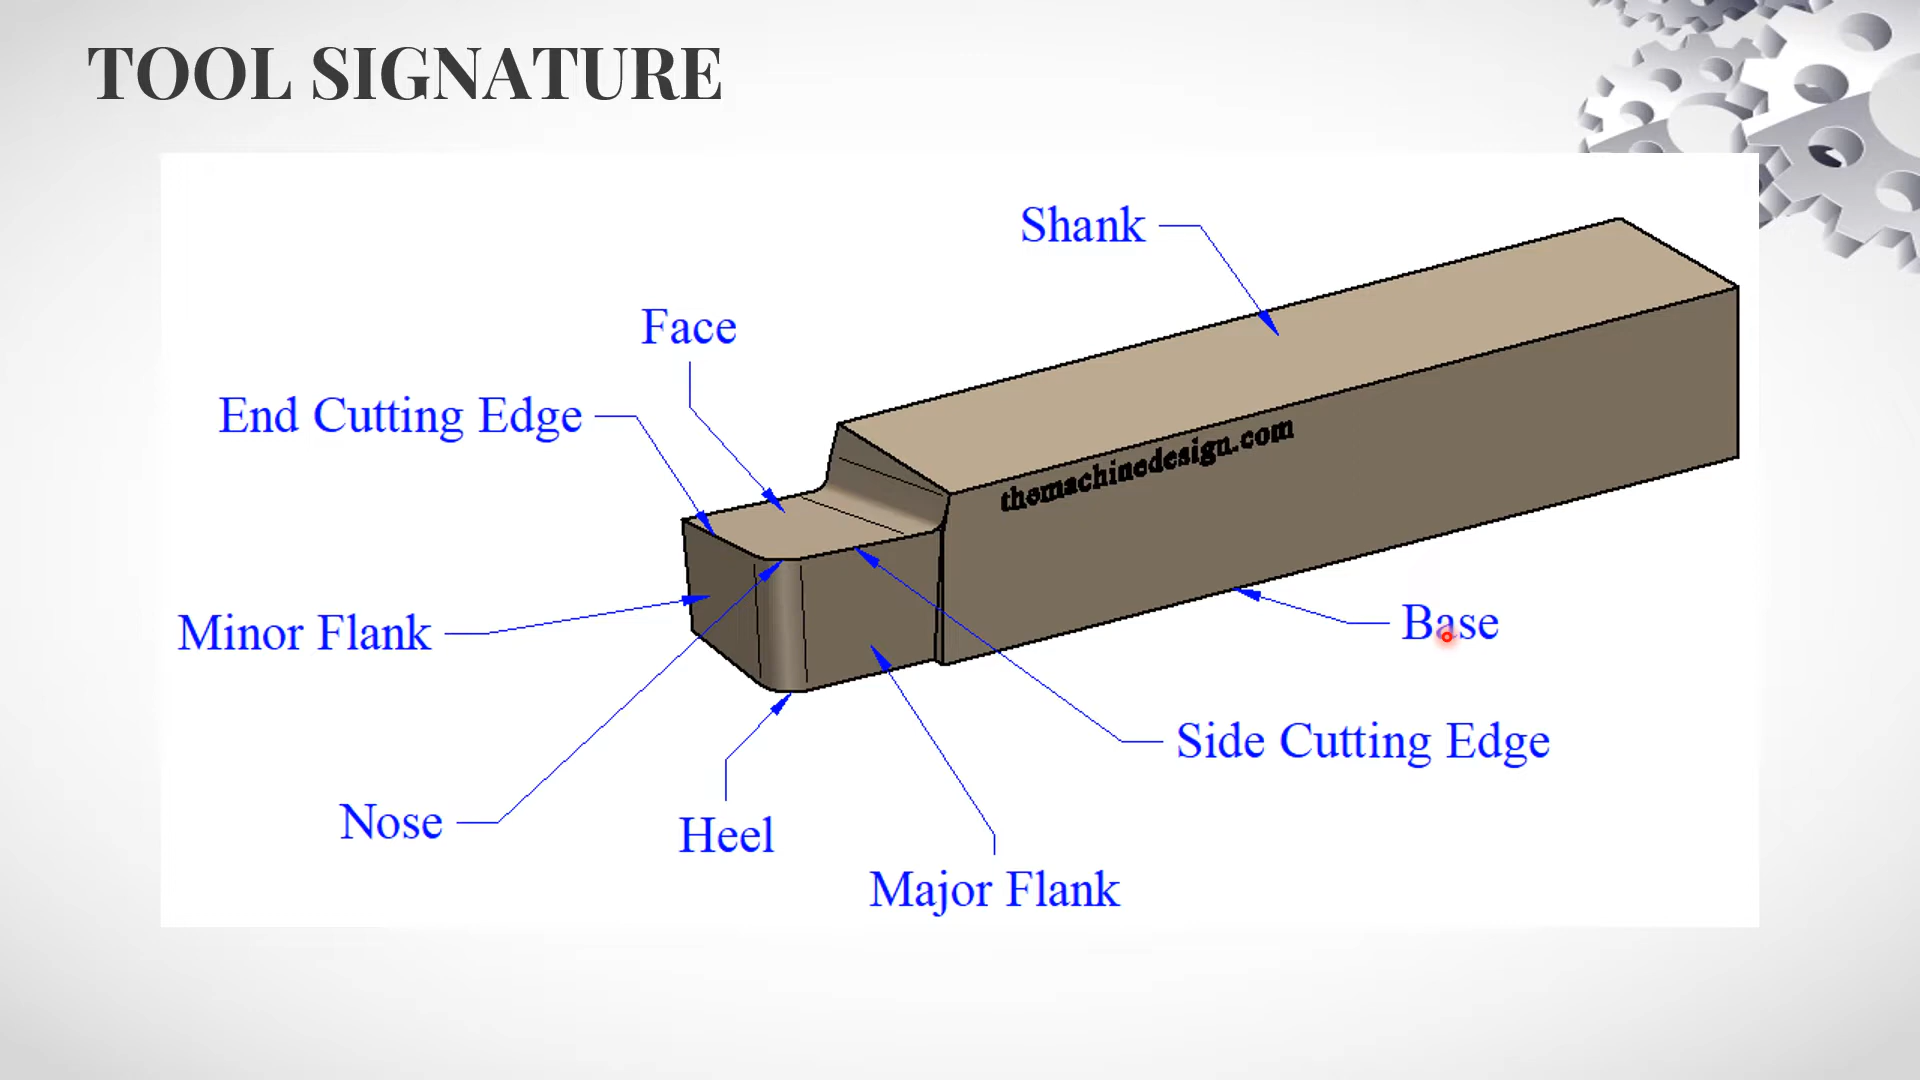 TOOL SIGNATURE
Shank
Face
End Cutting Edge
themachinedesign.com
Minor Flank
Base
Side Cutting Edge
Nose
Heel
Major Flank